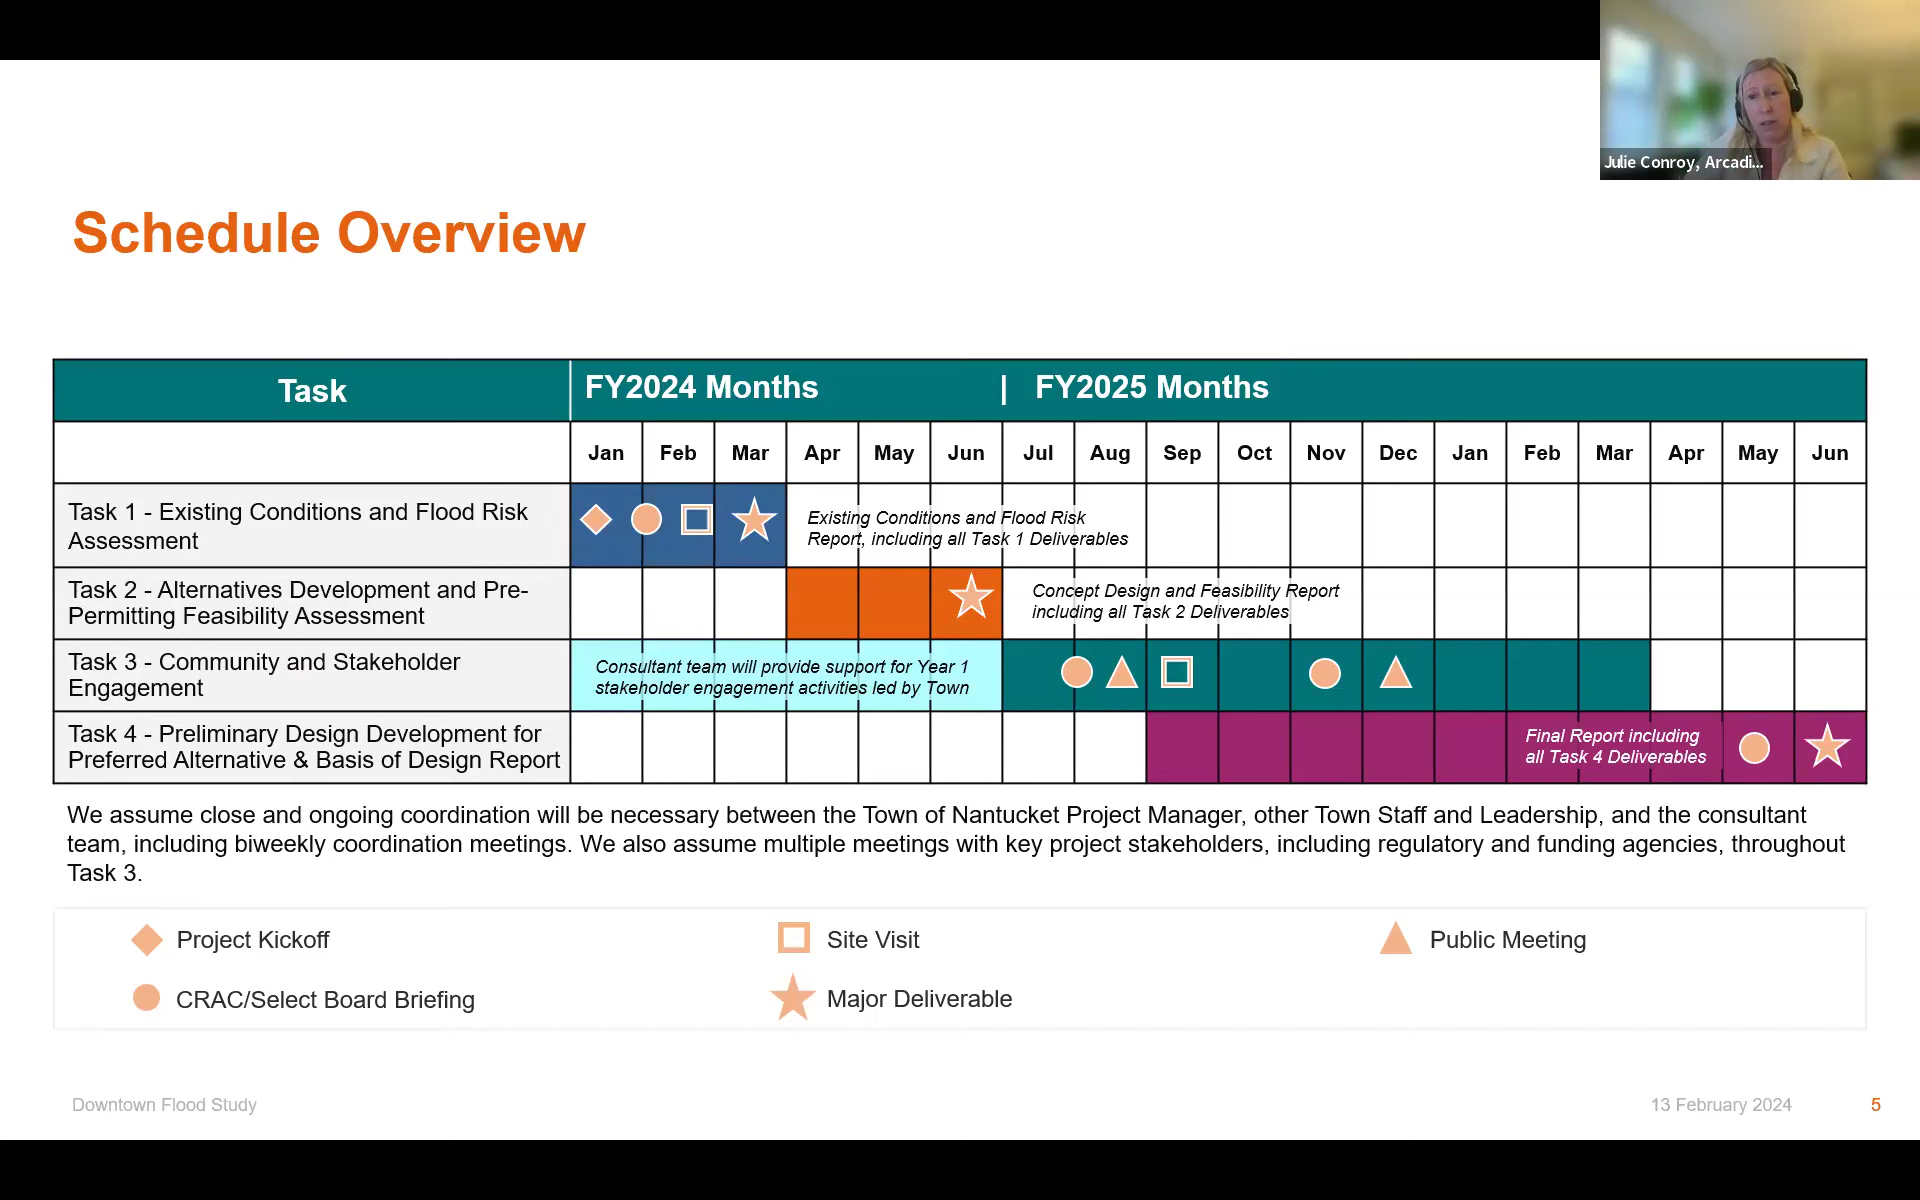 Julie Conroy, Arcadi...
Schedule Overview
Task
FY2024 Months | FY2025 Months
Jan Feb Mar Apr May Jun Jul Aug Sep Oct Nov Dec Jan Feb Mar Apr May Jun
Task 1 - Existing Conditions and Flood Risk
Assessment
Existing Conditions and Flood Risk
Report, including all Task 1 Deliverables
Task 2 - Alternatives Development and Pre-
Permitting Feasibility Assessment
Concept Design and Feasibility Report
including all Task 2 Deliverables
Task 3 - Community and Stakeholder
Engagement
Consultant team will provide support for Year 1
stakeholder engagement activities led by Town
Task 4 - Preliminary Design Development for
Preferred Alternative & Basis of Design Report
Final Report including
all Task 4 Deliverables
We assume close and ongoing coordination will be necessary between the Town of Nantucket Project Manager, other Town Staff and Leadership, and the consultant
team, including biweekly coordination meetings. We also assume multiple meetings with key project stakeholders, including regulatory and funding agencies, throughout
Task 3.
Project Kickoff
Site Visit
Public Meeting
CRAC/Select Board Briefing
Major Deliverable
Downtown Flood Study
13 February 2024
5